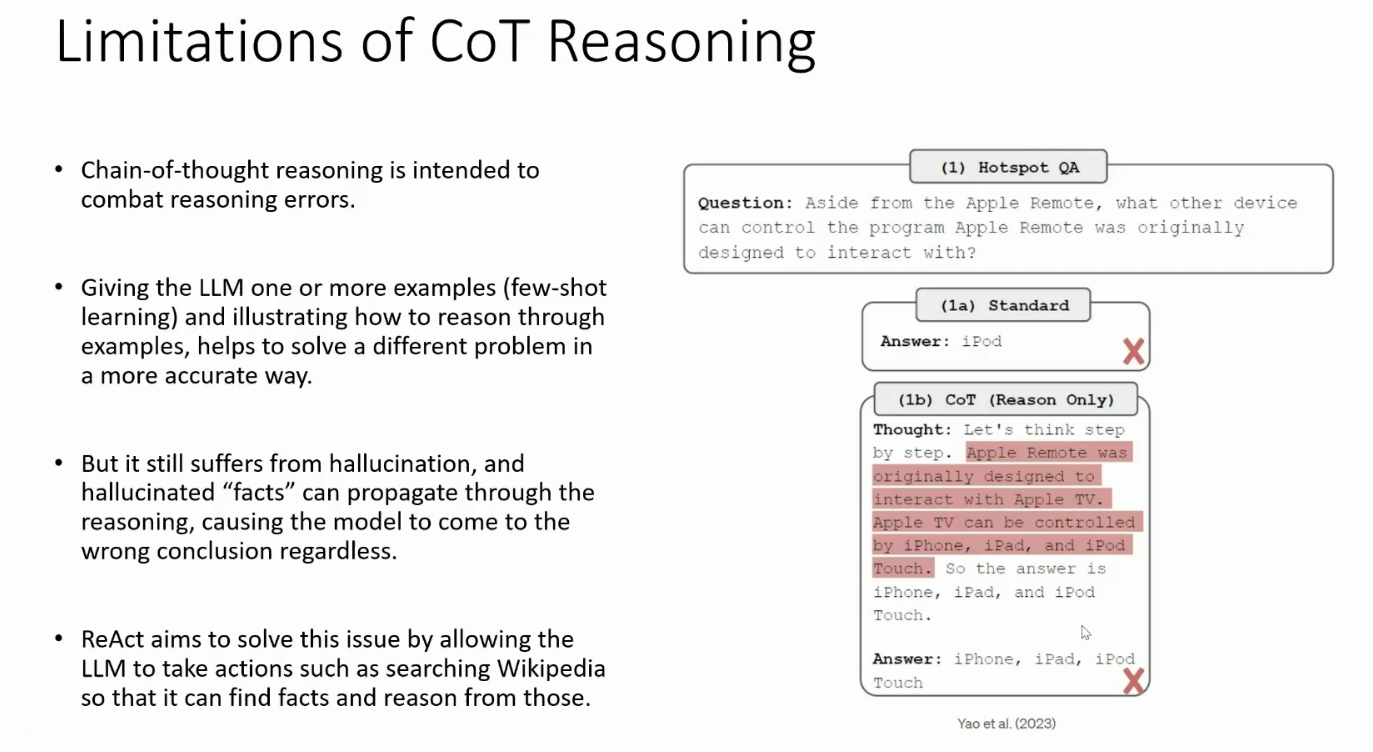 Limitations of CoT Reasoning
• Chain-of-thought reasoning is intended to
combat reasoning errors.
• Giving the LLM one or more examples (few-shot
learning) and illustrating how to reason through
examples, helps to solve a different problem in
a more accurate way.
• But it still suffers from hallucination, and
hallucinated “facts” can propagate through the
reasoning, causing the model to come to the
wrong conclusion regardless.
• ReAct aims to solve this issue by allowing the
LLM to take actions such as searching Wikipedia
so that it can find facts and reason from those.
(1) Hotspot QA
Question: Aside from the Apple Remote, what other device
can control the program Apple Remote was originally
designed to interact with?
(1a) Standard
Answer: iPod
(1b) CoT (Reason Only)
Thought: Let's think step
by step. Apple Remote was
originally designed to
interact with Apple TV.
Apple TV can be controlled
by iPhone, iPad, and iPod
Touch. So the answer is
iPhone, iPad, and iPod
Touch.
Answer: iPhone, iPad, iPod
Touch
Yao et al. (2023)